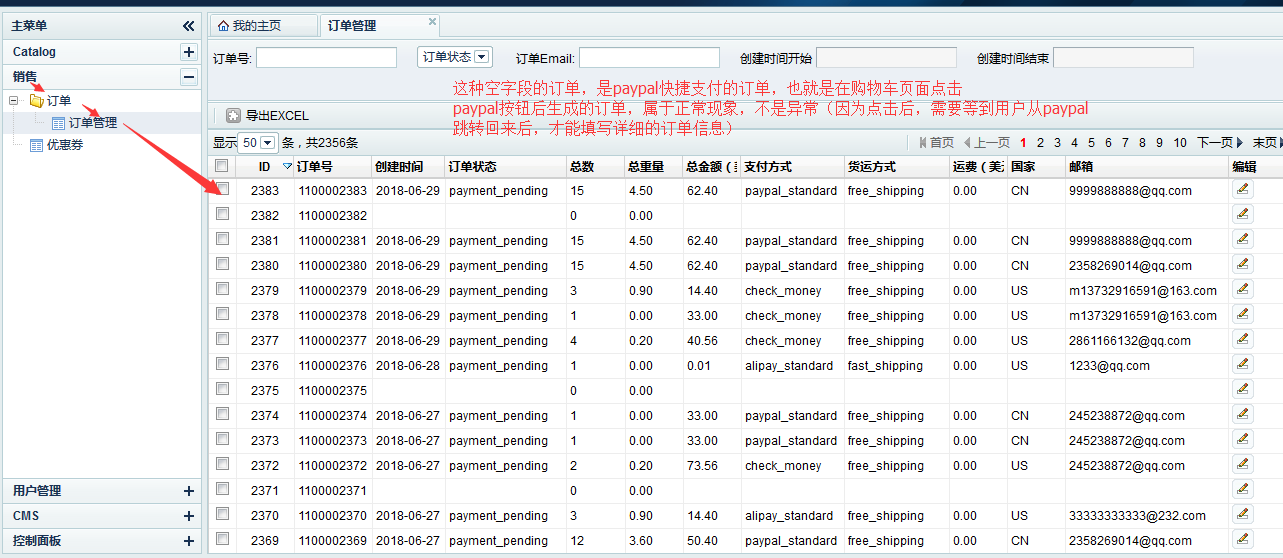 主菜单
我的主页
订单管理
Catalog
销售
订单
订单管理
优惠券
用户管理
CMS
控制面板
订单号:
订单状态
订单Email:
创建时间开始
创建时间结束
这种空字段的订单，是paypal快捷支付的订单，也就是在购物车页面点击
paypal按钮后生成的订单，属于正常现象，不是异常（因为点击后，需要等到用户从paypal
跳转回来后，才能填写详细的订单信息）
导出EXCEL
显示 50 条，共2356条
首页 上一页 1 2 3 4 5 6 7 8 9 10 下一页 末页
ID 订单号 创建时间 订单状态 总数 总重量 总金额（美 支付方式 货运方式 运费（美元 国家 邮箱 编辑
2383 1100002383 2018-06-29 payment_pending 15 4.50 62.40 paypal_standard free_shipping 0.00 CN 9999888888@qq.com
2382 1100002382 0 0.00
2381 1100002381 2018-06-29 payment_pending 15 4.50 62.40 paypal_standard free_shipping 0.00 CN 9999888888@qq.com
2380 1100002380 2018-06-29 payment_pending 15 4.50 62.40 paypal_standard free_shipping 0.00 CN 2358269014@qq.com
2379 1100002379 2018-06-29 payment_pending 3 0.90 14.40 check_money free_shipping 0.00 US m13732916591@163.com
2378 1100002378 2018-06-29 payment_pending 1 0.00 33.00 check_money free_shipping 0.00 US m13732916591@163.com
2377 1100002377 2018-06-29 payment_pending 4 0.20 40.56 check_money free_shipping 0.00 US 2861166132@qq.com
2376 1100002376 2018-06-28 payment_pending 1 0.00 0.01 alipay_standard fast_shipping 0.00 US 1233@qq.com
2375 1100002375 0 0.00
2374 1100002374 2018-06-27 payment_pending 1 0.00 33.00 paypal_standard free_shipping 0.00 CN 245238872@qq.com
2373 1100002373 2018-06-27 payment_pending 1 0.00 33.00 paypal_standard free_shipping 0.00 CN 245238872@qq.com
2372 1100002372 2018-06-27 payment_pending 2 0.20 73.56 check_money free_shipping 0.00 US 245238872@qq.com
2371 1100002371 0 0.00
2370 1100002370 2018-06-27 payment_pending 3 0.90 14.40 alipay_standard free_shipping 0.00 US 33333333333@232.com
2369 1100002369 2018-06-27 payment_pending 12 3.60 50.40 paypal_standard free_shipping 0.00 CN 2358269014@qq.com